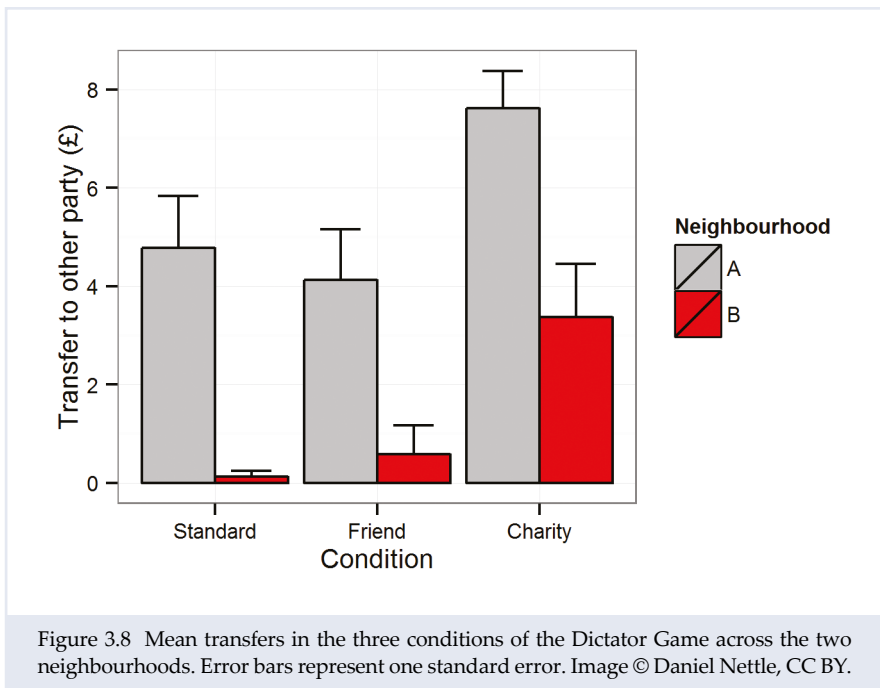 8
6
4
2
0
Transfer to other party (£)
Standard
Friend
Charity
Condition
Neighbourhood
A
B
Figure 3.8 Mean transfers in the three conditions of the Dictator Game across the two
neighbourhoods. Error bars represent one standard error. Image © Daniel Nettle, CC BY.